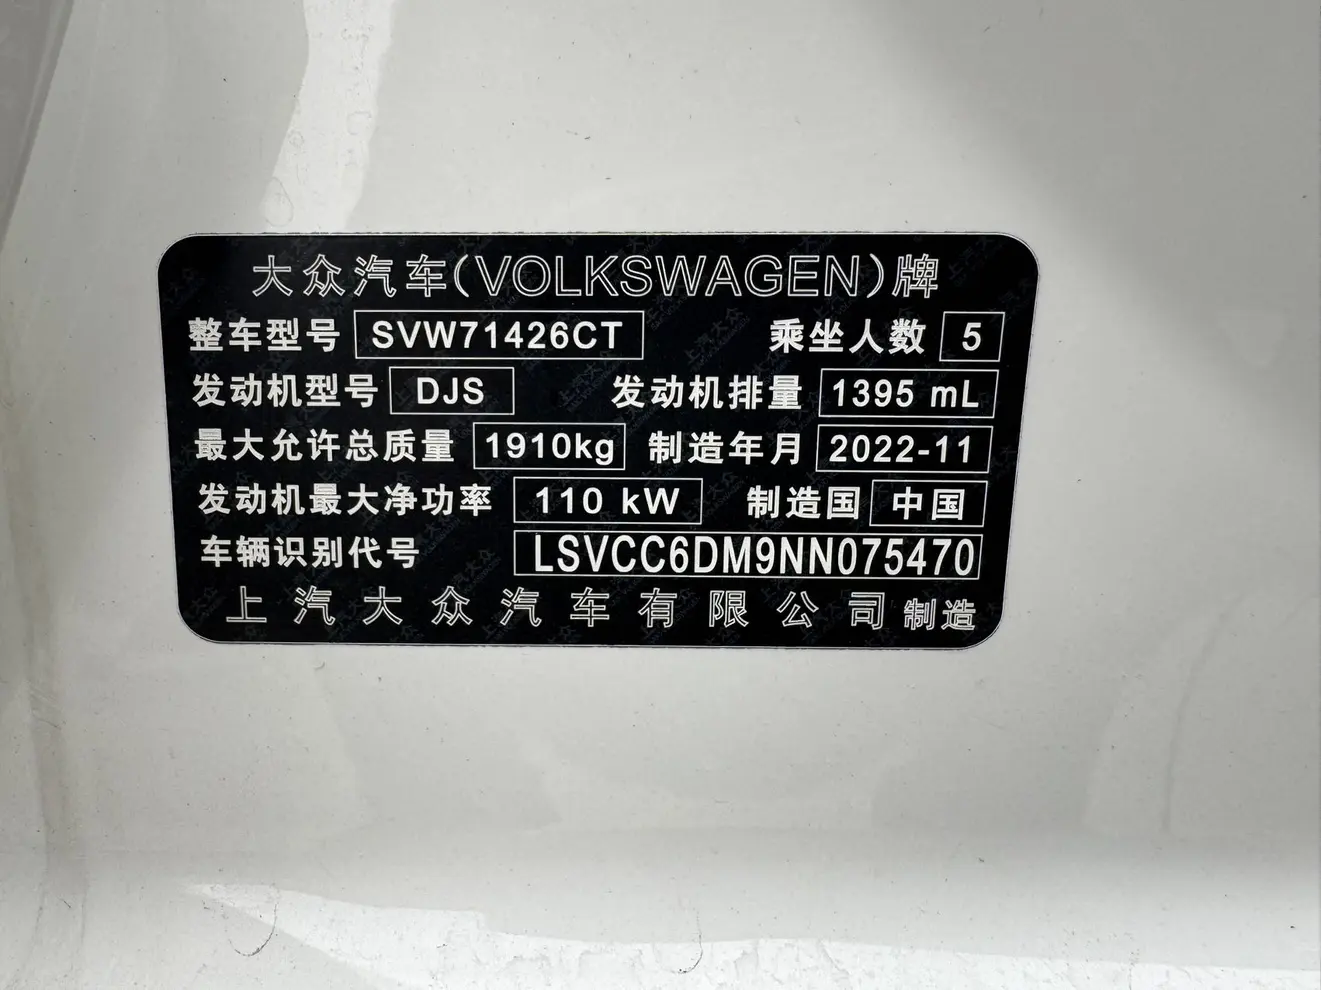 大众汽车(VOLKSWAGEN)牌
整车型号 SVW71426CT 乘坐人数 5
发动机型号 DJS 发动机排量 1395 mL
最大允许总质量 1910kg 制造年月 2022-11
发动机最大净功率 110 kW 制造国 中国
车辆识别代号 LSVCC6DM9NN075470
上汽大众汽车有限公司制造